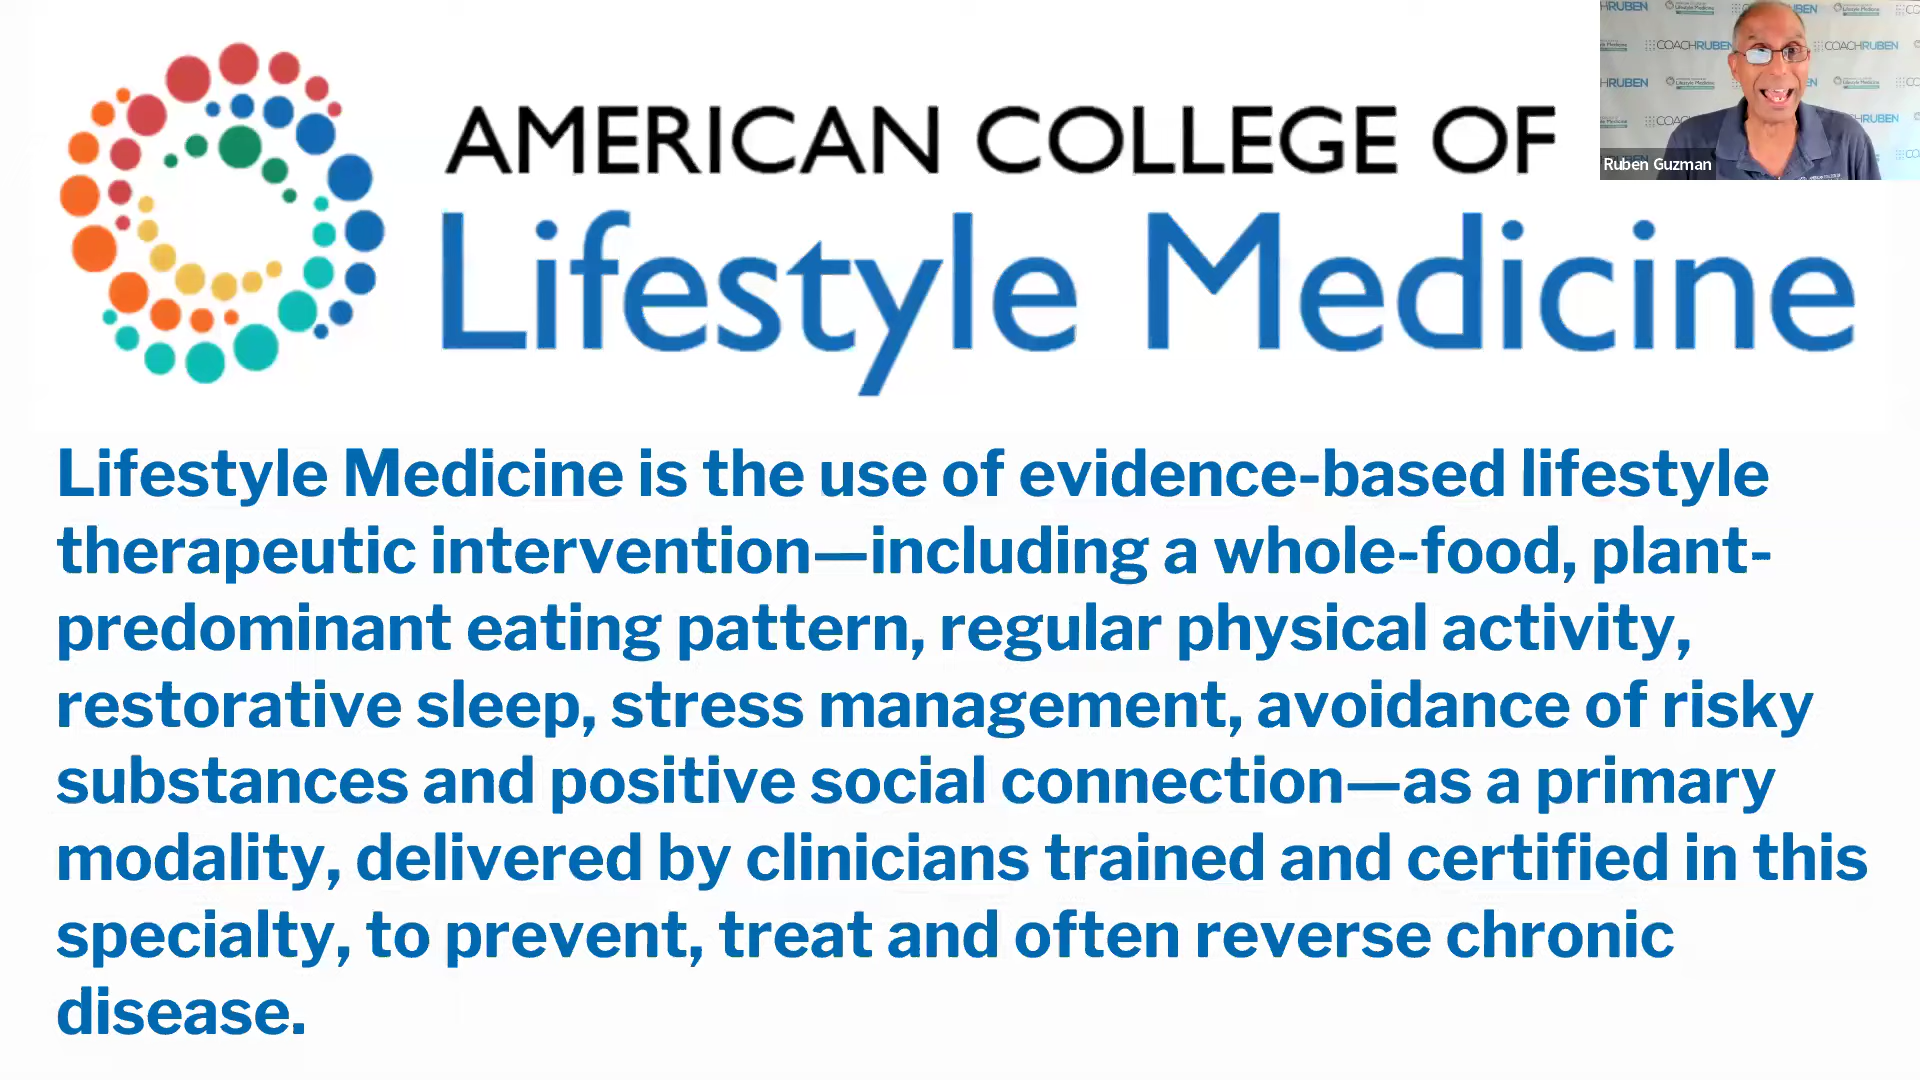 AMERICAN COLLEGE OF
Lifestyle Medicine
Lifestyle Medicine is the use of evidence-based lifestyle
therapeutic intervention—including a whole-food, plant-
predominant eating pattern, regular physical activity,
restorative sleep, stress management, avoidance of risky
substances and positive social connection—as a primary
modality, delivered by clinicians trained and certified in this
specialty, to prevent, treat and often reverse chronic
disease.
COACHRUBEN
COACHRUBEN
Ruben Guzman